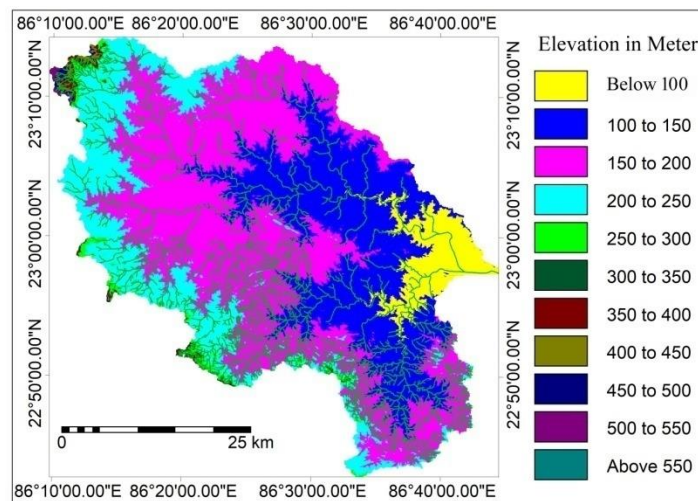 86°10'00.00"E 86°20'00.00"E 86°30'00.00"E 86°40'00.00"E
23°10'00.00"N
23°00'00.00"N
22°50'00.00"N
0 25 km
23°10'00.00"N
23°00'00.00"N
22°50'00.00"N
86°10'00.00"E 86°20'00.00"E 86°30'00.00"E 86°40'00.00"E
Elevation in Meter
Below 100
100 to 150
150 to 200
200 to 250
250 to 300
300 to 350
350 to 400
400 to 450
450 to 500
500 to 550
Above 550